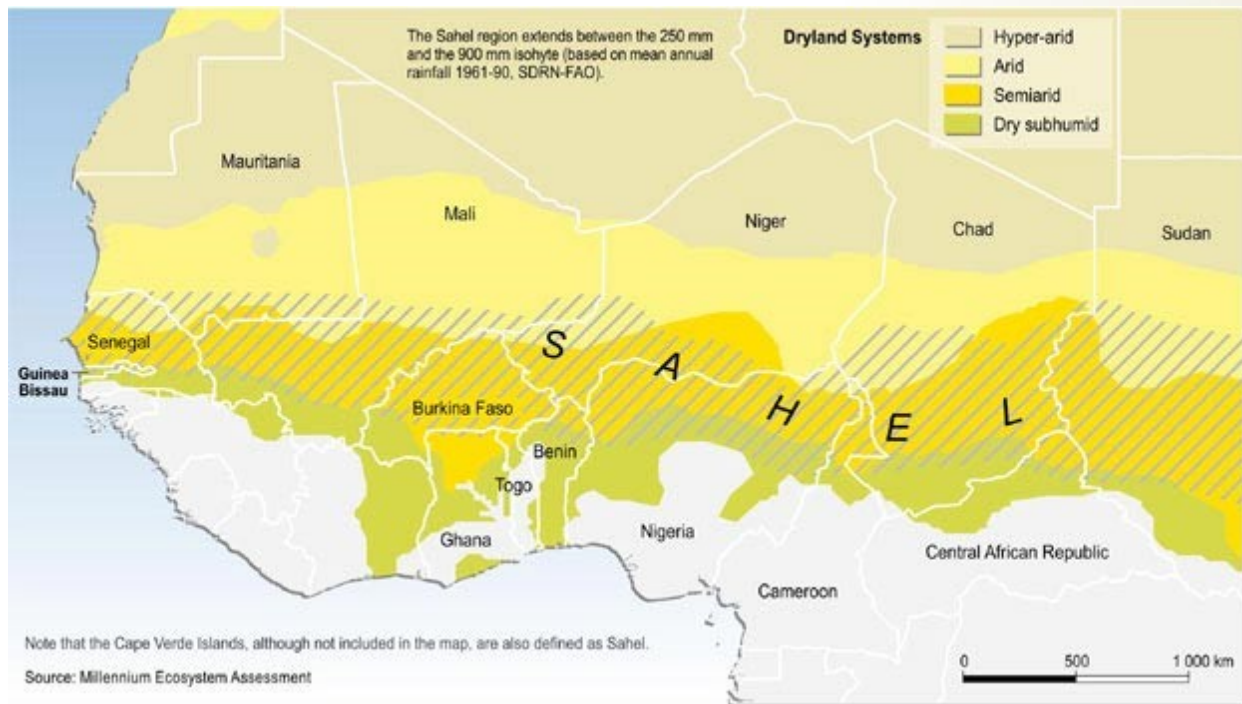 The Sahel region extends between the 250 mm
and the 900 mm isohyte (based on mean annual
rainfall 1961-90, SDRN-FAO).
Dryland Systems
Hyper-arid
Arid
Semiarid
Dry subhumid
Mauritania
Mali
Niger
Chad
Sudan
Senegal
Guinea
Bissau
S A H E L
Burkina Faso
Benin
Togo
Ghana
Nigeria
Central African Republic
Cameroon
Note that the Cape Verde Islands, although not included in the map, are also defined as Sahel.
Source: Millennium Ecosystem Assessment
0 500 1 000 km